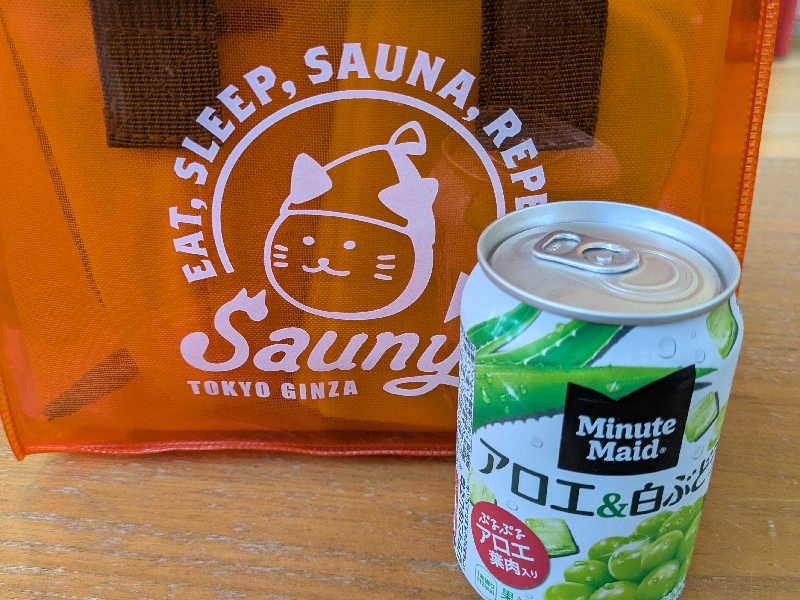 EAT, SLEEP, SAUNA, REPE
Sauny
TOKYO GINZA
Minute
Maid®
アロエ&白ぶど
ぷるぷる
アロエ
葉肉入り